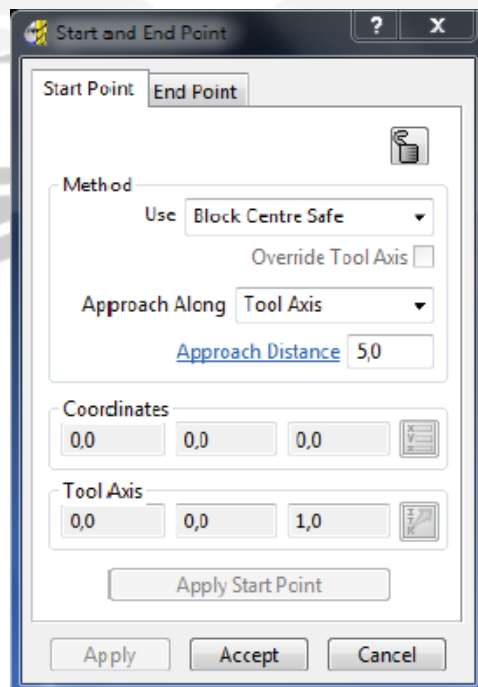 Start and End Point ? X
Start Point End Point
Method
Use Block Centre Safe
Override Tool Axis
Approach Along Tool Axis
Approach Distance 5,0
Coordinates
0,0 0,0 0,0
X
Y
Z
Tool Axis
0,0 0,0 1,0
I
J
K
Apply Start Point
Apply Accept Cancel